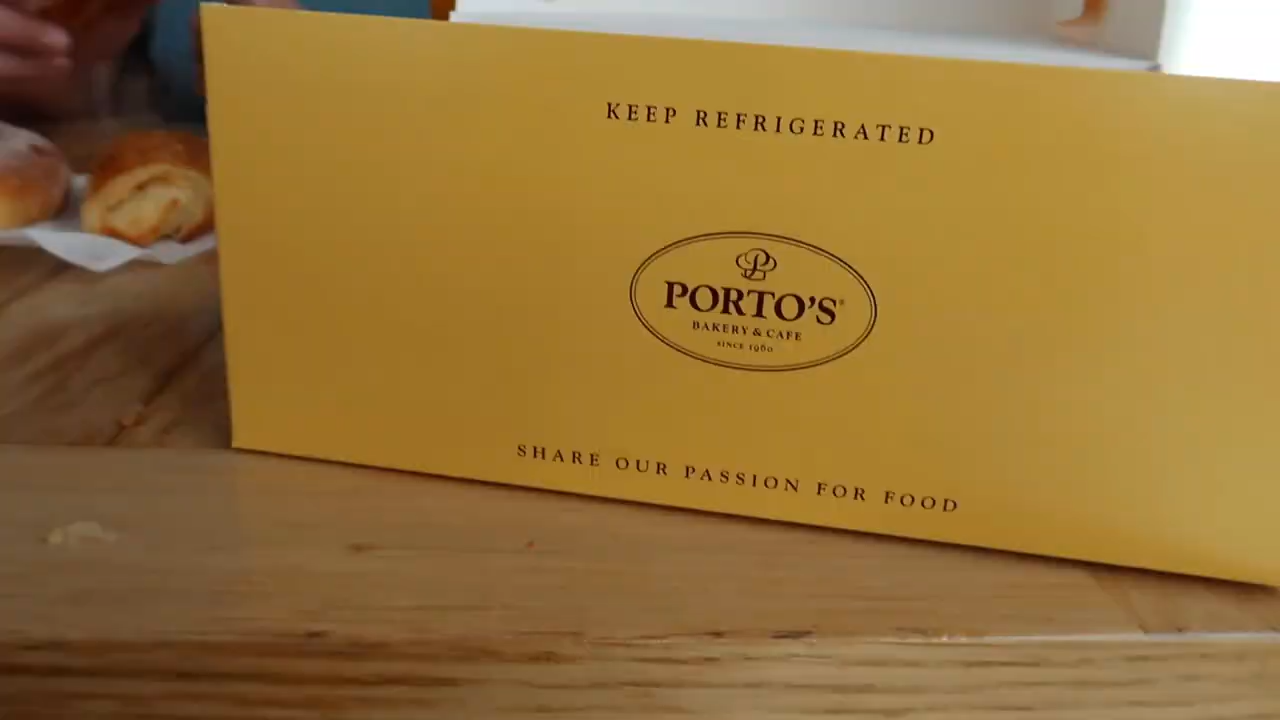 KEEP REFRIGERATED
PORTO'S®
BAKERY & CAFE
SINCE 1960
SHARE OUR PASSION FOR FOOD